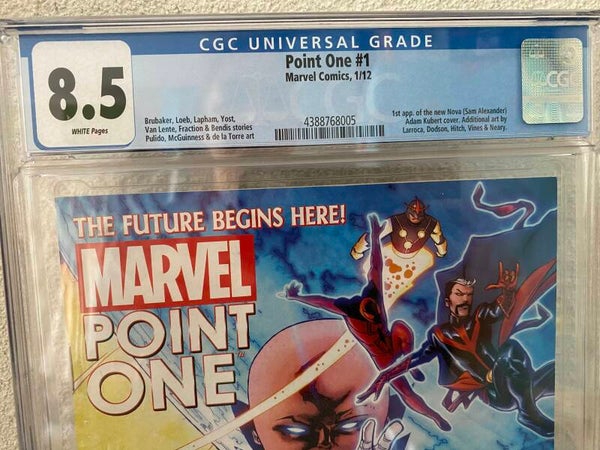 CGC UNIVERSAL GRADE
8.5
WHITE Pages
Point One #1
Marvel Comics, 1/12
Brubaker, Loeb, Lapham, Yost,
Van Lente, Fraction & Bendis stories
Pulido, McGuinness & de la Torre art
4388768005
1st app. of the new Nova (Sam Alexander)
Adam Kubert cover. Additional art by
Larroca, Dodson, Hitch, Vines & Neary.
CGC
THE FUTURE BEGINS HERE!
MARVEL
POINT
ONE